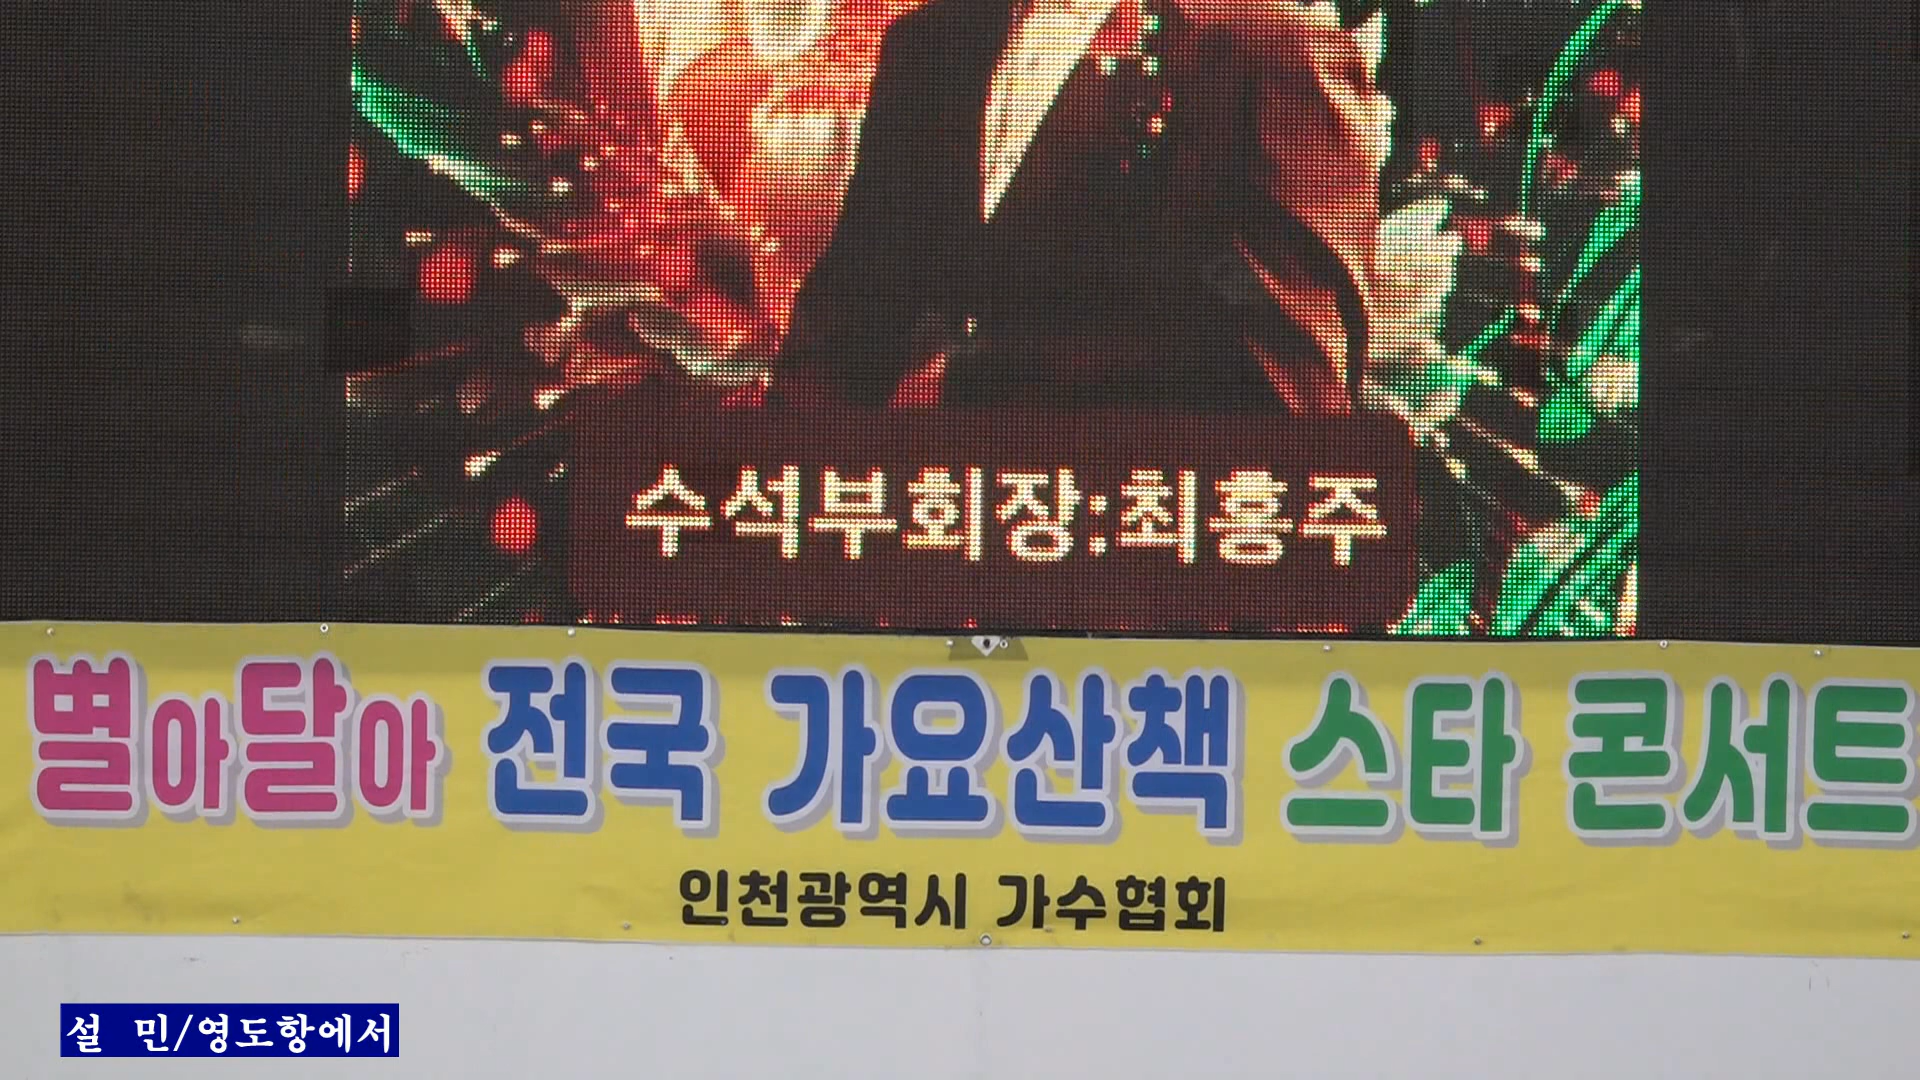 수석부회장:최흥주
별아달아 전국 가요산책 스타 콘서트
인천광역시 가수협회
설 민/영도항에서